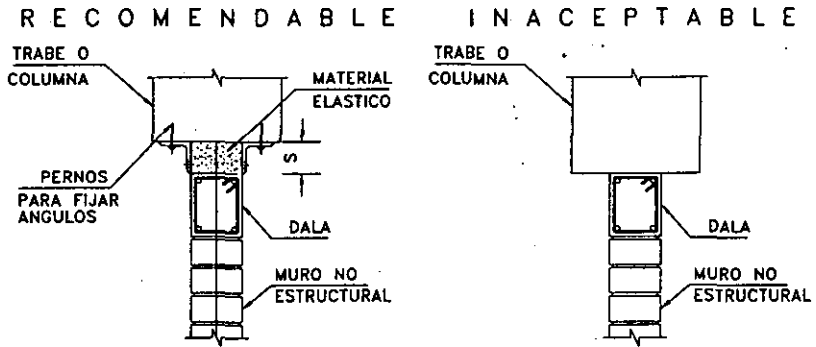 RECOMENDABLE
TRABE O
COLUMNA
MATERIAL
ELASTICO
S
PERNOS
PARA FIJAR
ANGULOS
DALA
MURO NO
ESTRUCTURAL
INACEPTABLE
TRABE O
COLUMNA
DALA
MURO NO
ESTRUCTURAL